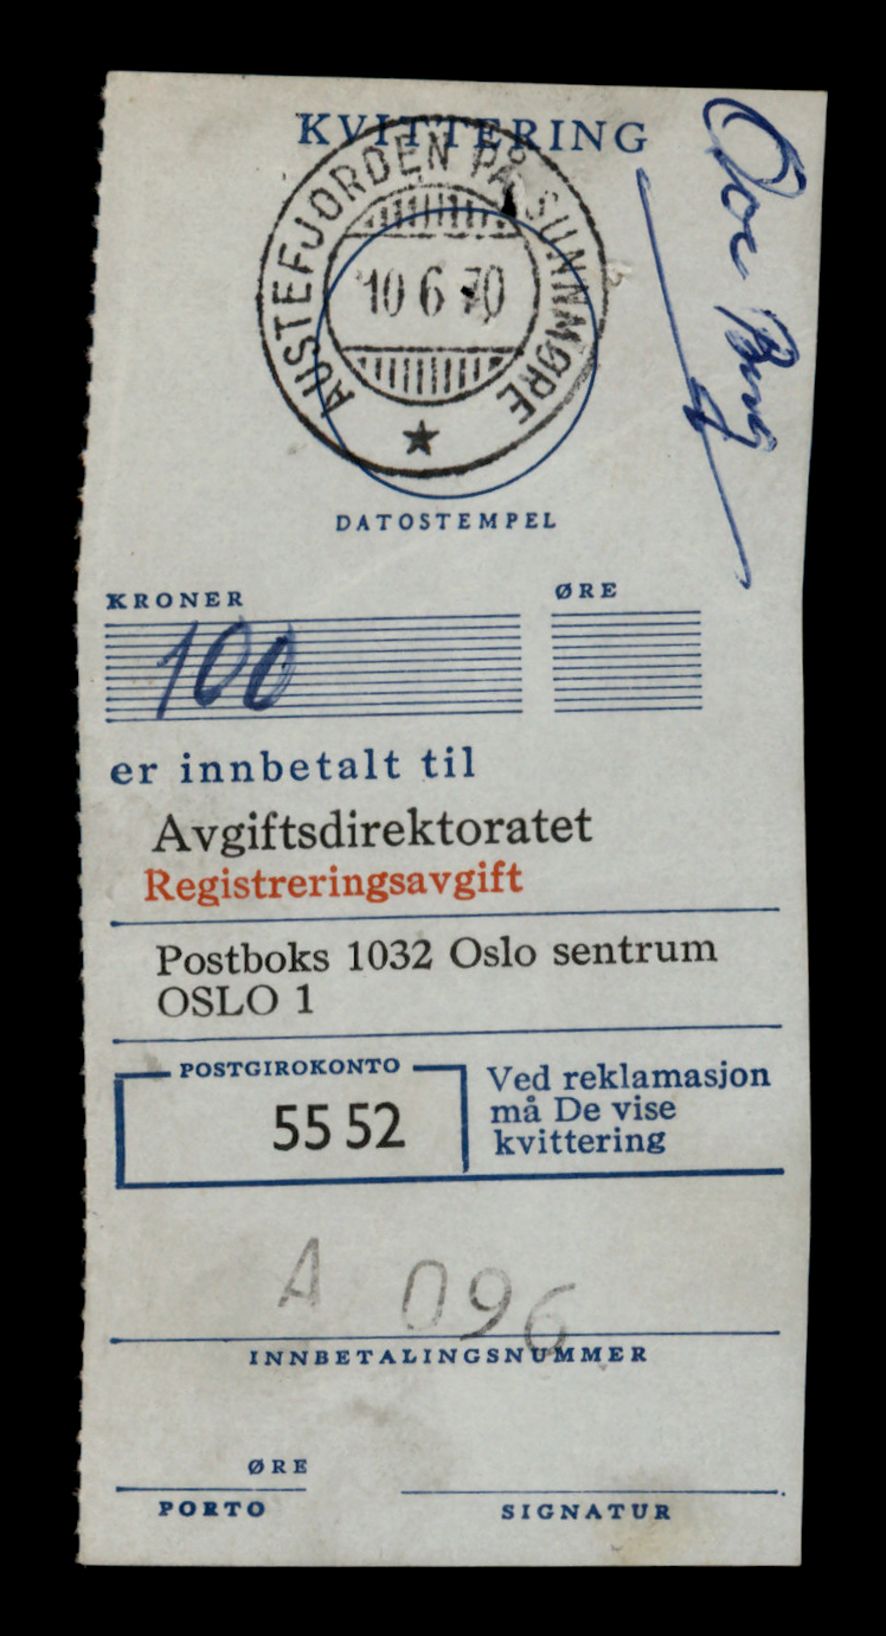 KVITTERING
AUSTEFJORDEN PÅ SUNNMØRE
10 6 70
DATOSTEMPEL
KRONER
ØRE
100
er innbetalt til
Avgiftsdirektoratet
Registreringsavgift
Postboks 1032 Oslo sentrum
OSLO 1
POSTGIROKONTO
55 52
Ved reklamasjon
må De vise
kvittering
A 096
INNBETALINGSNUMMER
ØRE
PORTO
SIGNATUR